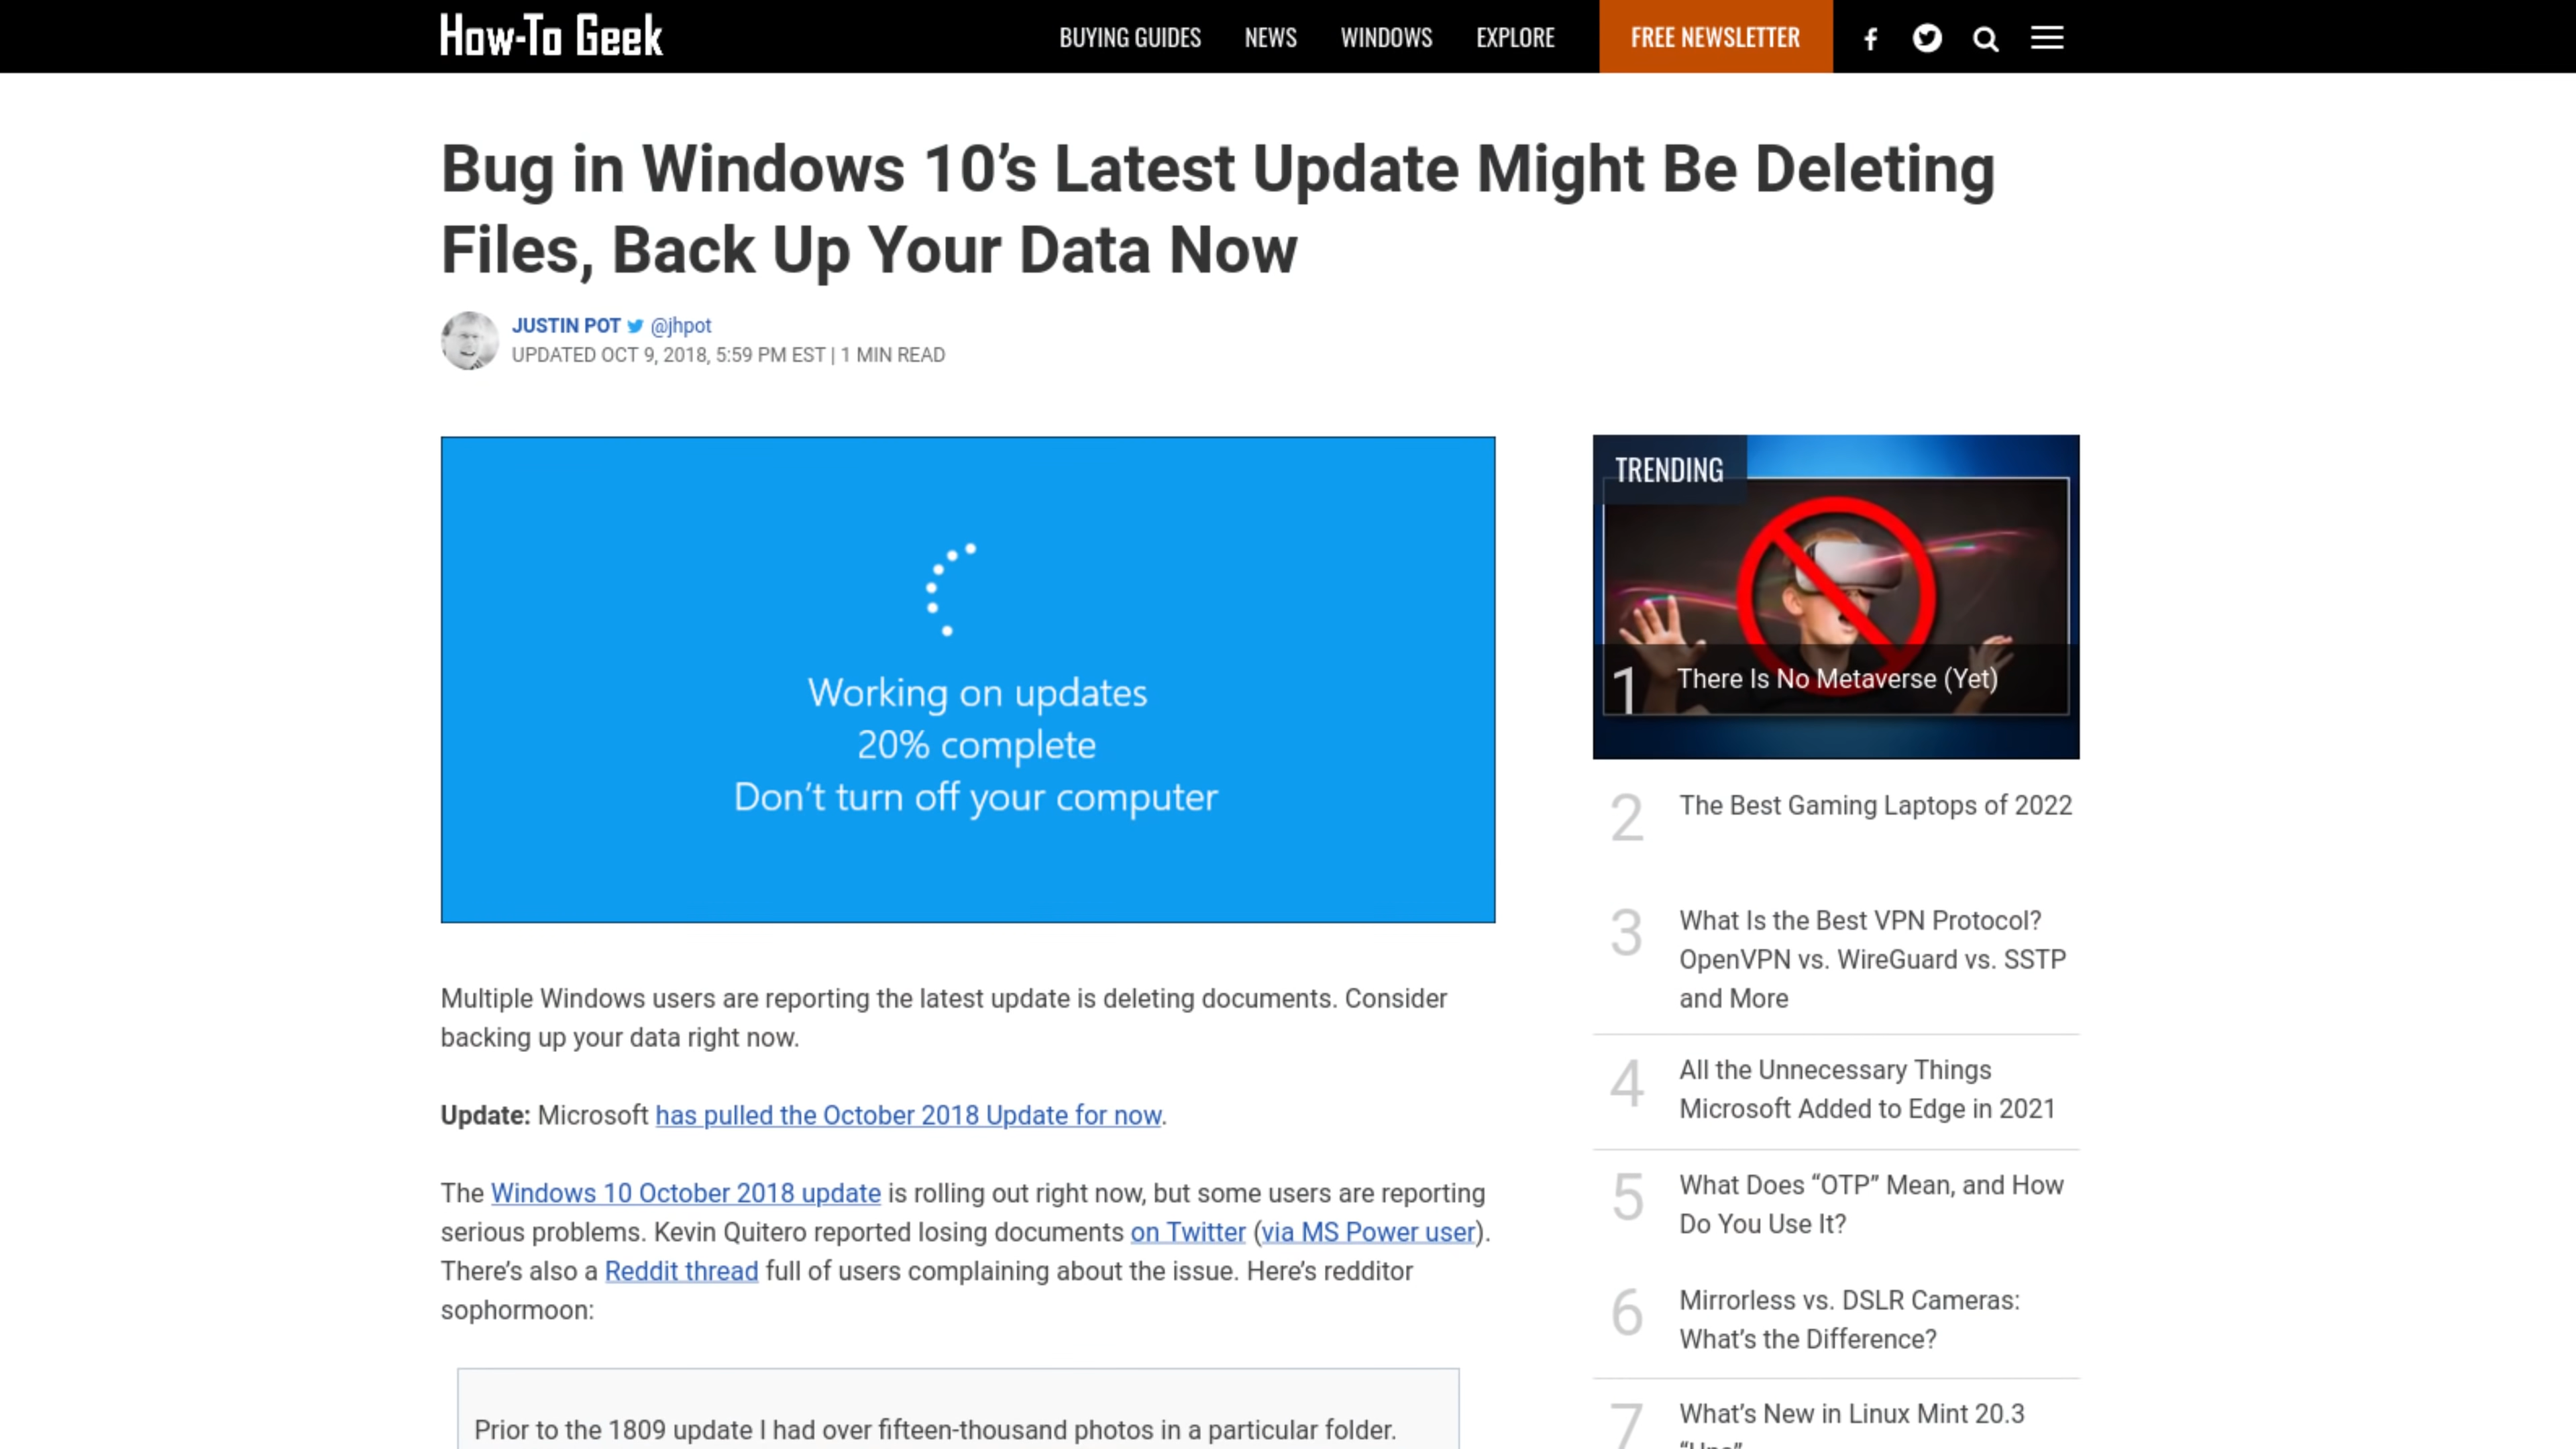 How-To Geek
BUYING GUIDES NEWS WINDOWS EXPLORE FREE NEWSLETTER
Bug in Windows 10’s Latest Update Might Be Deleting
Files, Back Up Your Data Now
JUSTIN POT @jhpot
UPDATED OCT 9, 2018, 5:59 PM EST | 1 MIN READ
Working on updates
20% complete
Don’t turn off your computer
Multiple Windows users are reporting the latest update is deleting documents. Consider
backing up your data right now.
Update: Microsoft has pulled the October 2018 Update for now.
The Windows 10 October 2018 update is rolling out right now, but some users are reporting
serious problems. Kevin Quitero reported losing documents on Twitter (via MS Power user).
There’s also a Reddit thread full of users complaining about the issue. Here’s redditor
sophormoon:
Prior to the 1809 update I had over fifteen-thousand photos in a particular folder.
TRENDING
1 There Is No Metaverse (Yet)
2 The Best Gaming Laptops of 2022
3 What Is the Best VPN Protocol?
OpenVPN vs. WireGuard vs. SSTP
and More
4 All the Unnecessary Things
Microsoft Added to Edge in 2021
5 What Does “OTP” Mean, and How
Do You Use It?
6 Mirrorless vs. DSLR Cameras:
What’s the Difference?
7 What’s New in Linux Mint 20.3